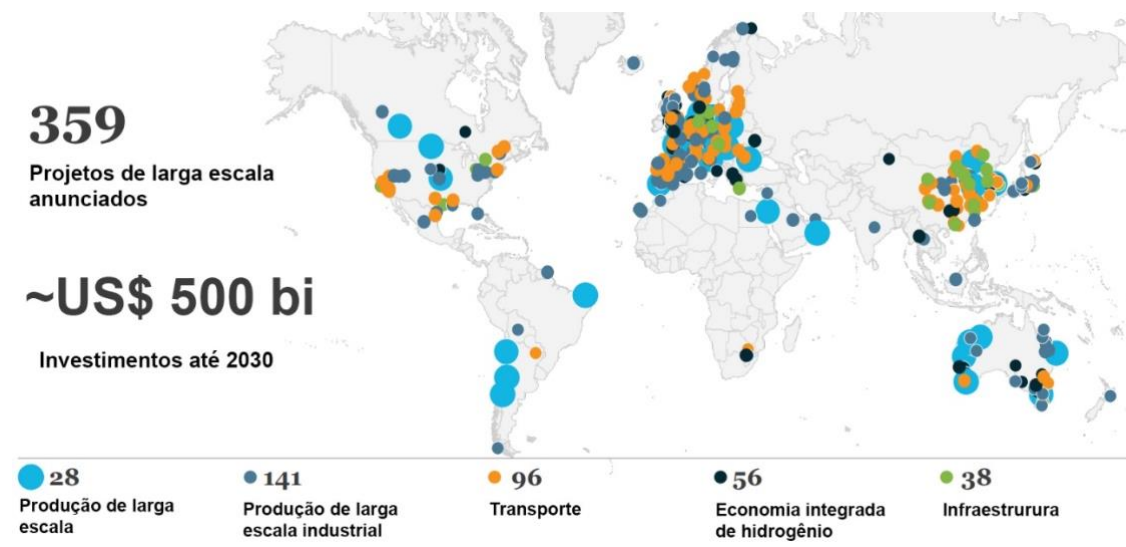 359
Projetos de larga escala
anunciados
~US$ 500 bi
Investimentos até 2030
28
Produção de larga
escala
141
Produção de larga
escala industrial
96
Transporte
56
Economia integrada
de hidrogênio
38
Infraestrurura